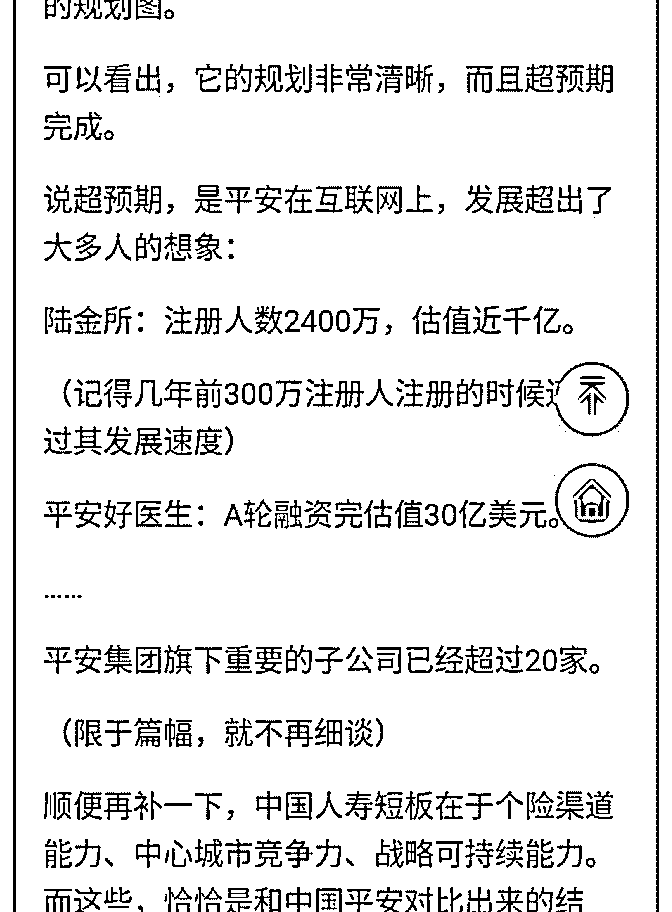 的规划图。
可以看出，它的规划非常清晰，而且超预期
完成。
说超预期，是平安在互联网上，发展超出了
大多人的想象：
陆金所：注册人数2400万，估值近千亿。
（记得几年前300万注册人注册的时候
过其发展速度）
平安好医生：A轮融资完估值30亿美元。
……
平安集团旗下重要的子公司已经超过20家。
（限于篇幅，就不再细谈）
顺便再补一下，中国人寿短板在于个险渠道
能力、中心城市竞争力、战略可持续能力。
而这些，恰恰是和中国平安对比出来的结